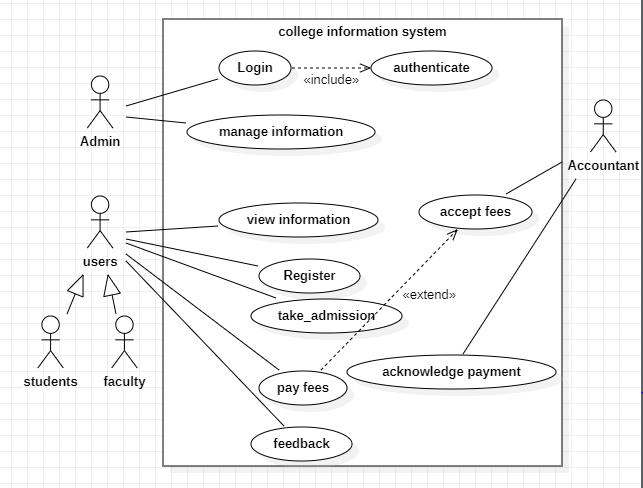 college information system
Login
«include»
authenticate
Admin
manage information
Accountant
view information
accept fees
users
Register
«extend»
take_admission
students
faculty
pay fees
acknowledge payment
feedback